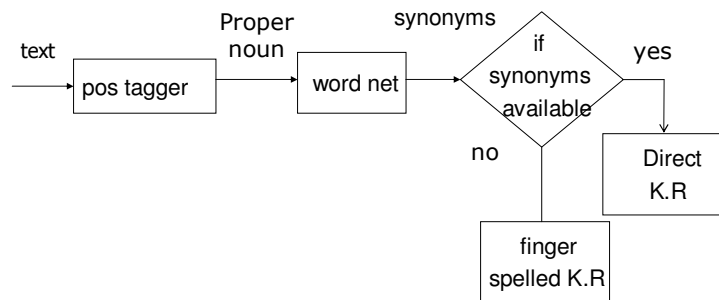 text
pos tagger
Proper
noun
word net
synonyms
if
synonyms
available
yes
no
Direct
K.R
finger
spelled K.R